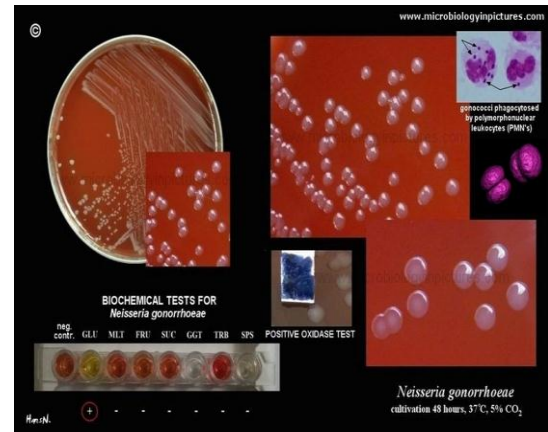 ©
www.microbiologyinpictures.com
gonococci phagocytosed
by polymorphonuclear
leukocytes (PMN's)
BIOCHEMICAL TESTS FOR
Neisseria gonorrhoeae
neg.
contr. GLU MLT FRU SUC GGT TRB SPS
+ - - - - - -
POSITIVE OXIDASE TEST
HansN.
Neisseria gonorrhoeae
cultivation 48 hours, 37°C, 5% CO₂